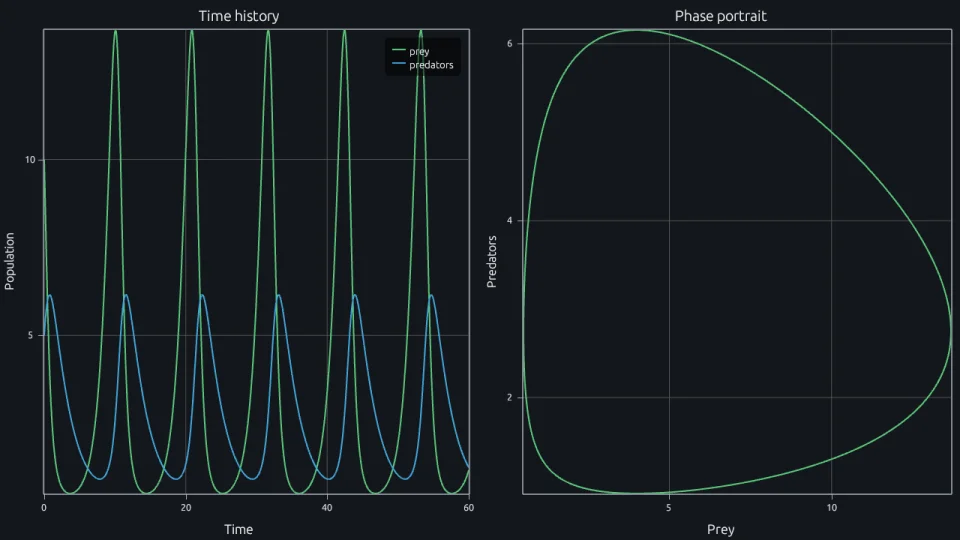 Time history
prey
predators
10
5
Population
0
20
40
60
Time
Phase portrait
6
4
2
Predators
5
10
Prey